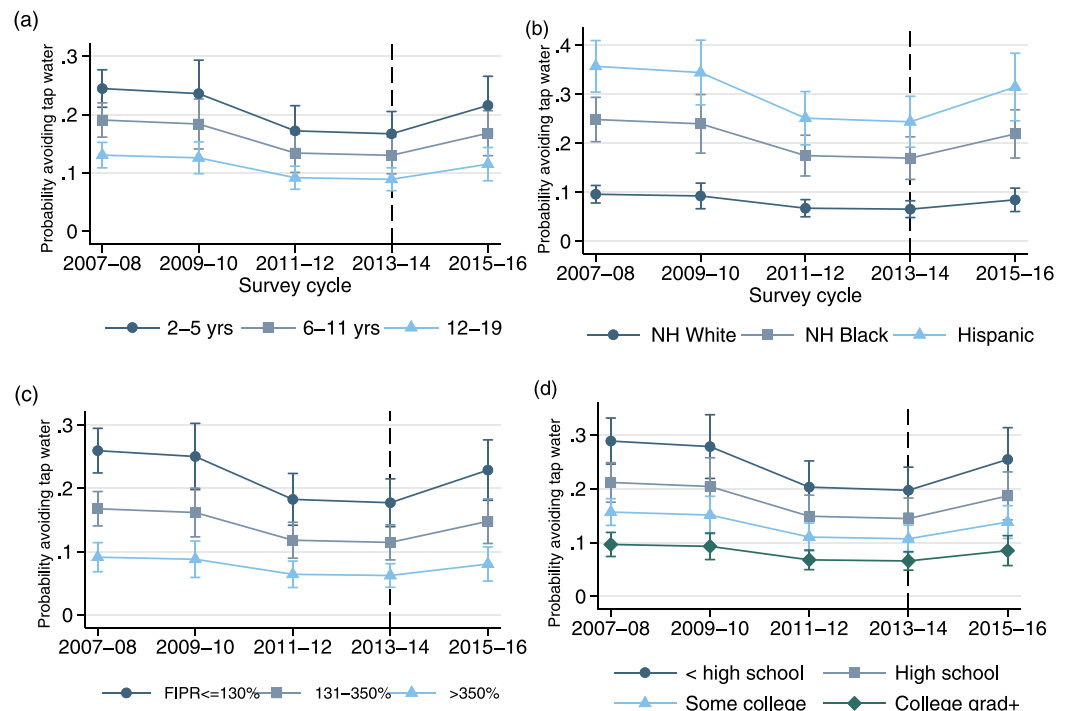 (a)
Probability avoiding tap water
.3
.2
.1
0
2007–08 2009–10 2011–12 2013–14 2015–16
Survey cycle
2–5 yrs 6–11 yrs 12–19
(b)
Probability avoiding tap water
.4
.3
.2
.1
0
2007–08 2009–10 2011–12 2013–14 2015–16
Survey cycle
NH White NH Black Hispanic
(c)
Probability avoiding tap water
.3
.2
.1
0
2007–08 2009–10 2011–12 2013–14 2015–16
FIPR<=130% 131–350% >350%
(d)
Probability avoiding tap water
.3
.2
.1
0
2007–08 2009–10 2011–12 2013–14 2015–16
< high school High school
Some college College grad+